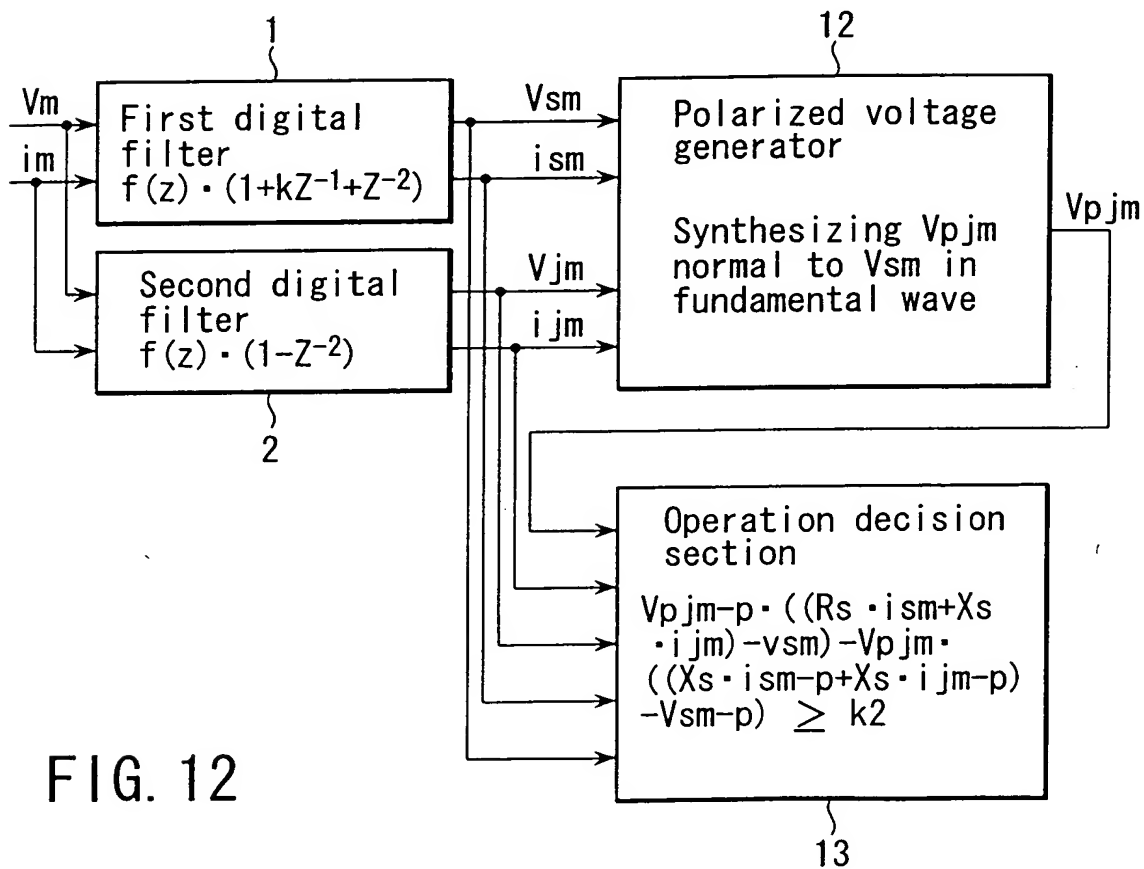 1
12
Vm
im
First digital
filter
f(z)·(1+kZ⁻¹+Z⁻²)
Vsm
ism
Second digital
filter
f(z)·(1-Z⁻²)
2
Vjm
ijm
Polarized voltage
generator
Synthesizing Vpjm
normal to Vsm in
fundamental wave
Vpjm
Operation decision
section
Vpjm-p·((Rs·ism+Xs
·ijm)-vsm)-Vpjm·
((Xs·ism-p+Xs·ijm-p)
-Vsm-p) ≥ k2
13
FIG. 12